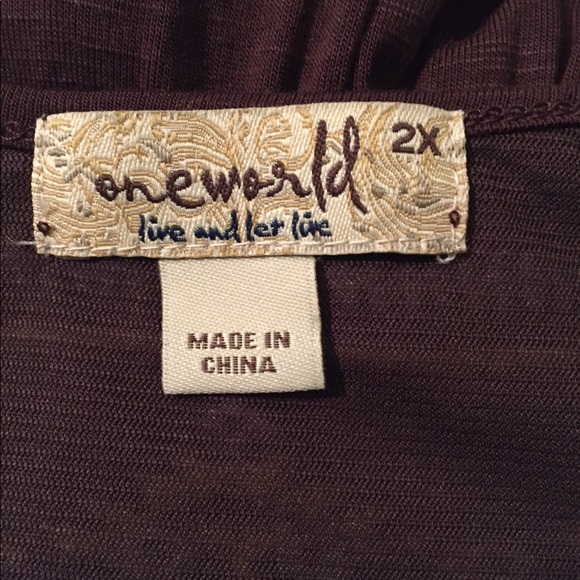 2X
oneworld
live and let live
MADE IN
CHINA